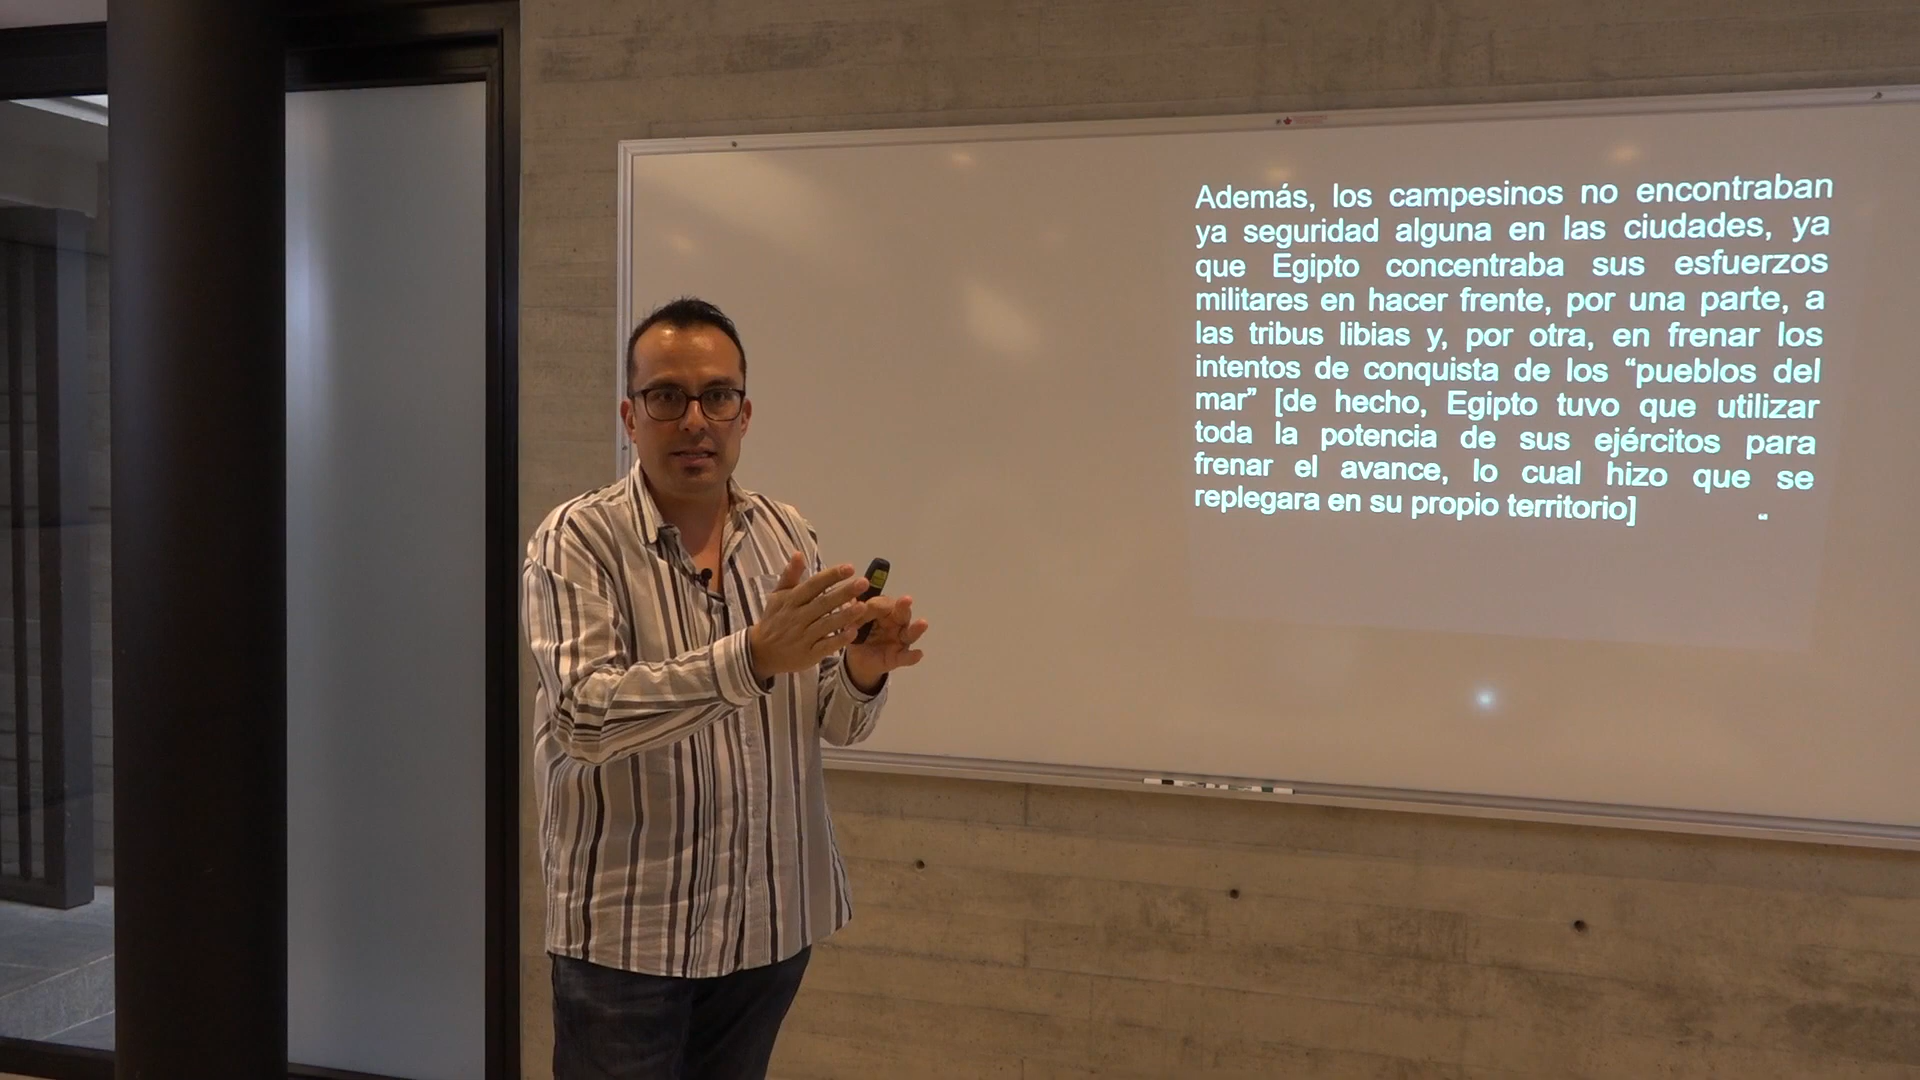 Además, los campesinos no encontraban
ya seguridad alguna en las ciudades, ya
que Egipto concentraba sus esfuerzos
militares en hacer frente, por una parte, a
las tribus libias y, por otra, en frenar los
intentos de conquista de los “pueblos del
mar” [de hecho, Egipto tuvo que utilizar
toda la potencia de sus ejércitos para
frenar el avance, lo cual hizo que se
replegara en su propio territorio]